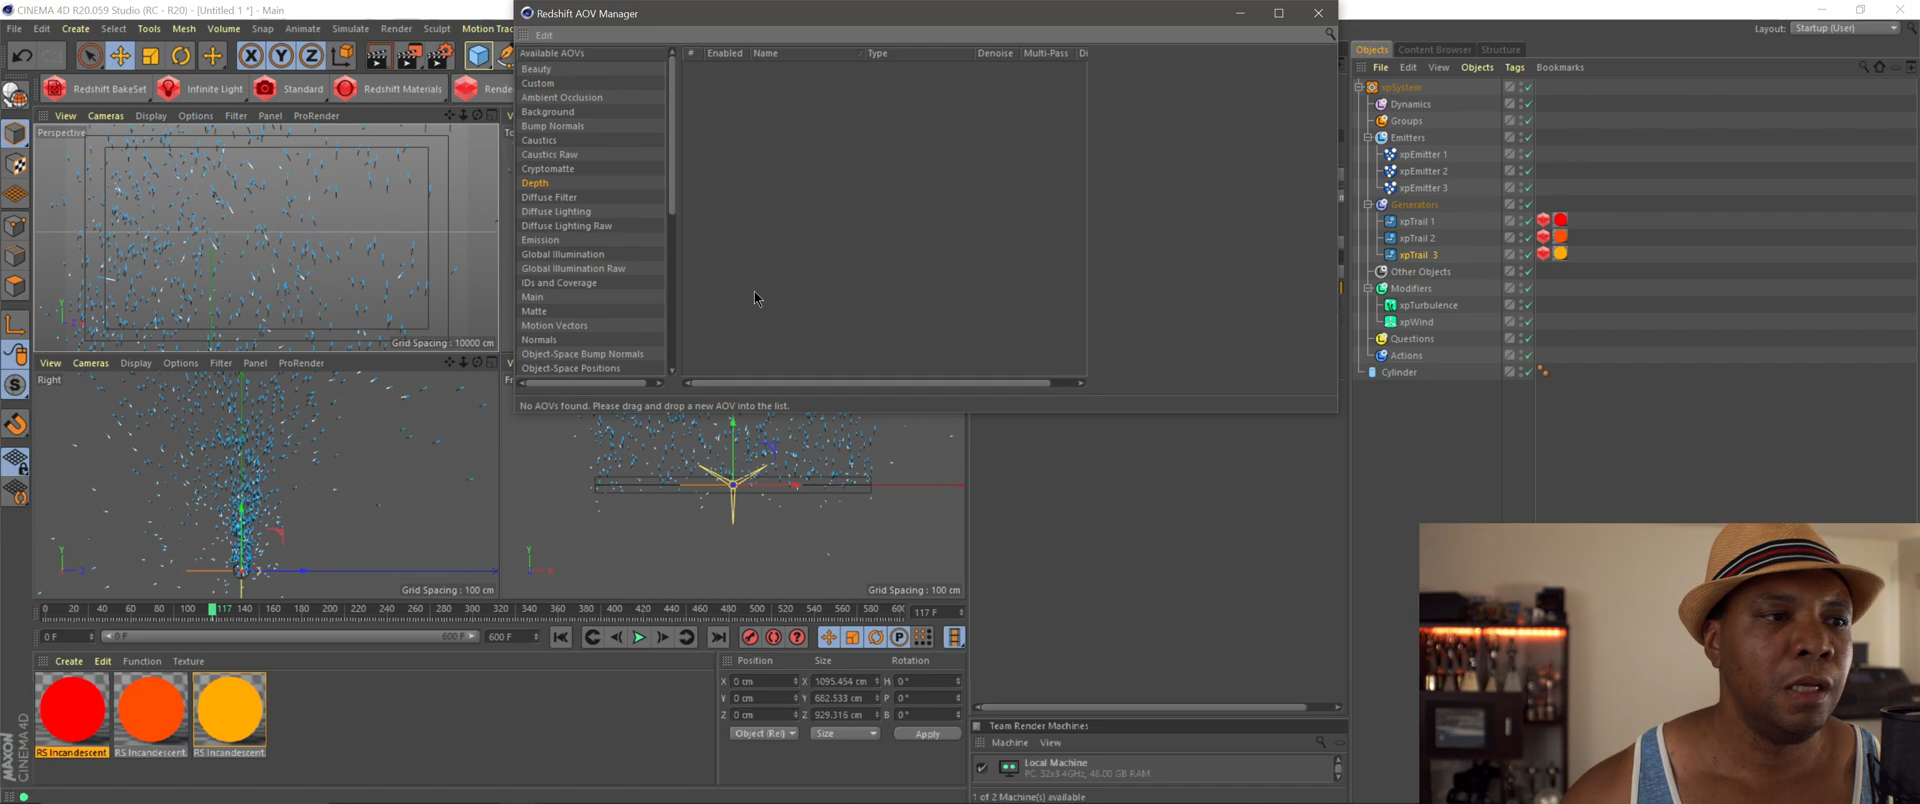 CINEMA 4D R20.059 Studio (RC - R20) - [Untitled 1 *] - Main
File Edit Create Select Tools Mesh Volume Snap Animate Simulate Render Sculpt Motion Trac
Layout: Startup (User)
Redshift BakeSet Infinite Light Standard Redshift Materials Rende
View Cameras Display Options Filter Panel ProRender
Perspective
Grid Spacing : 10000 cm
View Cameras Display Options Filter Panel ProRender
Right
Grid Spacing : 100 cm
Grid Spacing : 100 cm
Redshift AOV Manager
Edit
Available AOVs
# Enabled Name Type Denoise Multi-Pass Di
Beauty
Custom
Ambient Occlusion
Background
Bump Normals
Caustics
Caustics Raw
Cryptomatte
Depth
Diffuse Filter
Diffuse Lighting
Diffuse Lighting Raw
Emission
Global Illumination
Global Illumination Raw
IDs and Coverage
Main
Matte
Motion Vectors
Normals
Object-Space Bump Normals
Object-Space Positions
No AOVs found. Please drag and drop a new AOV into the list.
Objects Content Browser Structure
File Edit View Objects Tags Bookmarks
xpSystem
Dynamics
Groups
Emitters
xpEmitter 1
xpEmitter 2
xpEmitter 3
Generators
xpTrail 1
xpTrail 2
xpTrail 3
Other Objects
Modifiers
xpTurbulence
xpWind
Questions
Actions
Cylinder
0 20 40 60 80 100 117 140 160 180 200 220 240 260 280 300 320 340 360 380 400 420 440 460 480 500 520 540 560 580 600
117 F
0 F 0 F 600 F 600 F
Create Edit Function Texture
RS Incandescent RS Incandescent RS Incandescent
Position Size Rotation
X 0 cm X 1095.454 cm H 0 °
Y 0 cm Y 682.533 cm P 0 °
Z 0 cm Z 929.316 cm B 0 °
Object (Rel) Size Apply
Team Render Machines
Machine View
Local Machine
PC, 32x3.4GHz, 48.00 GB RAM
1 of 2 Machine(s) available
MAXON
CINEMA 4D